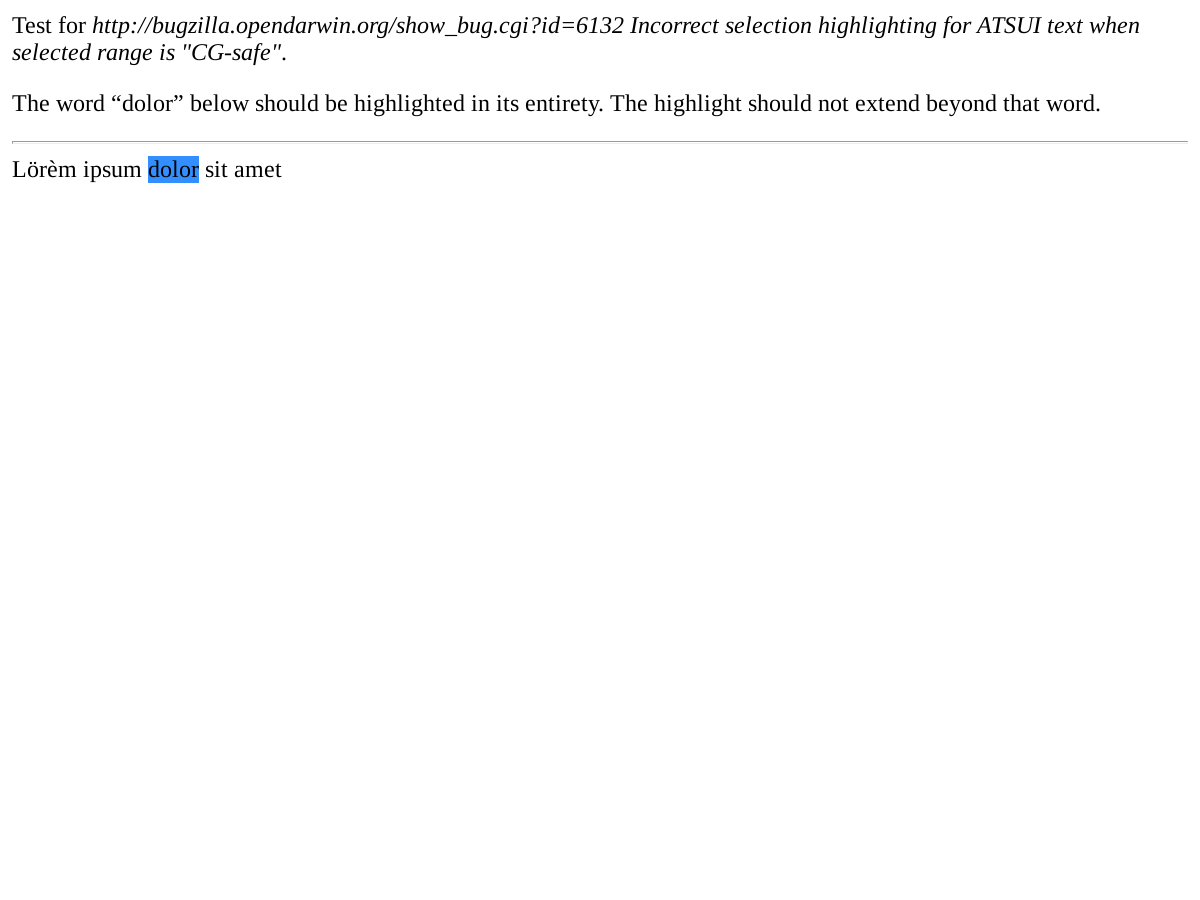 Test for http://bugzilla.opendarwin.org/show_bug.cgi?id=6132 Incorrect selection highlighting for ATSUI text when
selected range is "CG-safe".
The word “dolor” below should be highlighted in its entirety. The highlight should not extend beyond that word.
Lörèm ipsum dolor sit amet